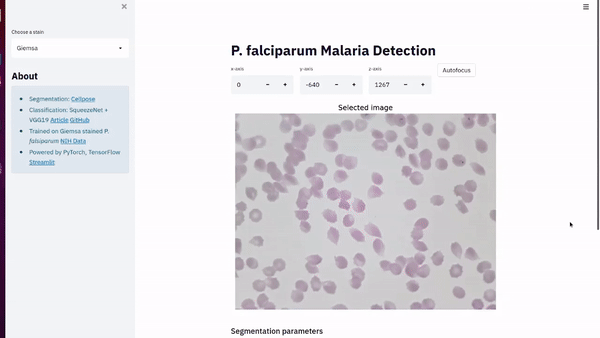 Choose a stain
Giemsa
About
Segmentation: Cellpose
Classification: SqueezeNet +
VGG19 Article GitHub
Trained on Giemsa stained P.
falsiparum NIH Data
Powered by PyTorch, TensorFlow
Streamlit
P. falciparum Malaria Detection
x-axis y-axis z-axis
0 - + -640 - + 1267 - + Autofocus
Selected image
Segmentation parameters